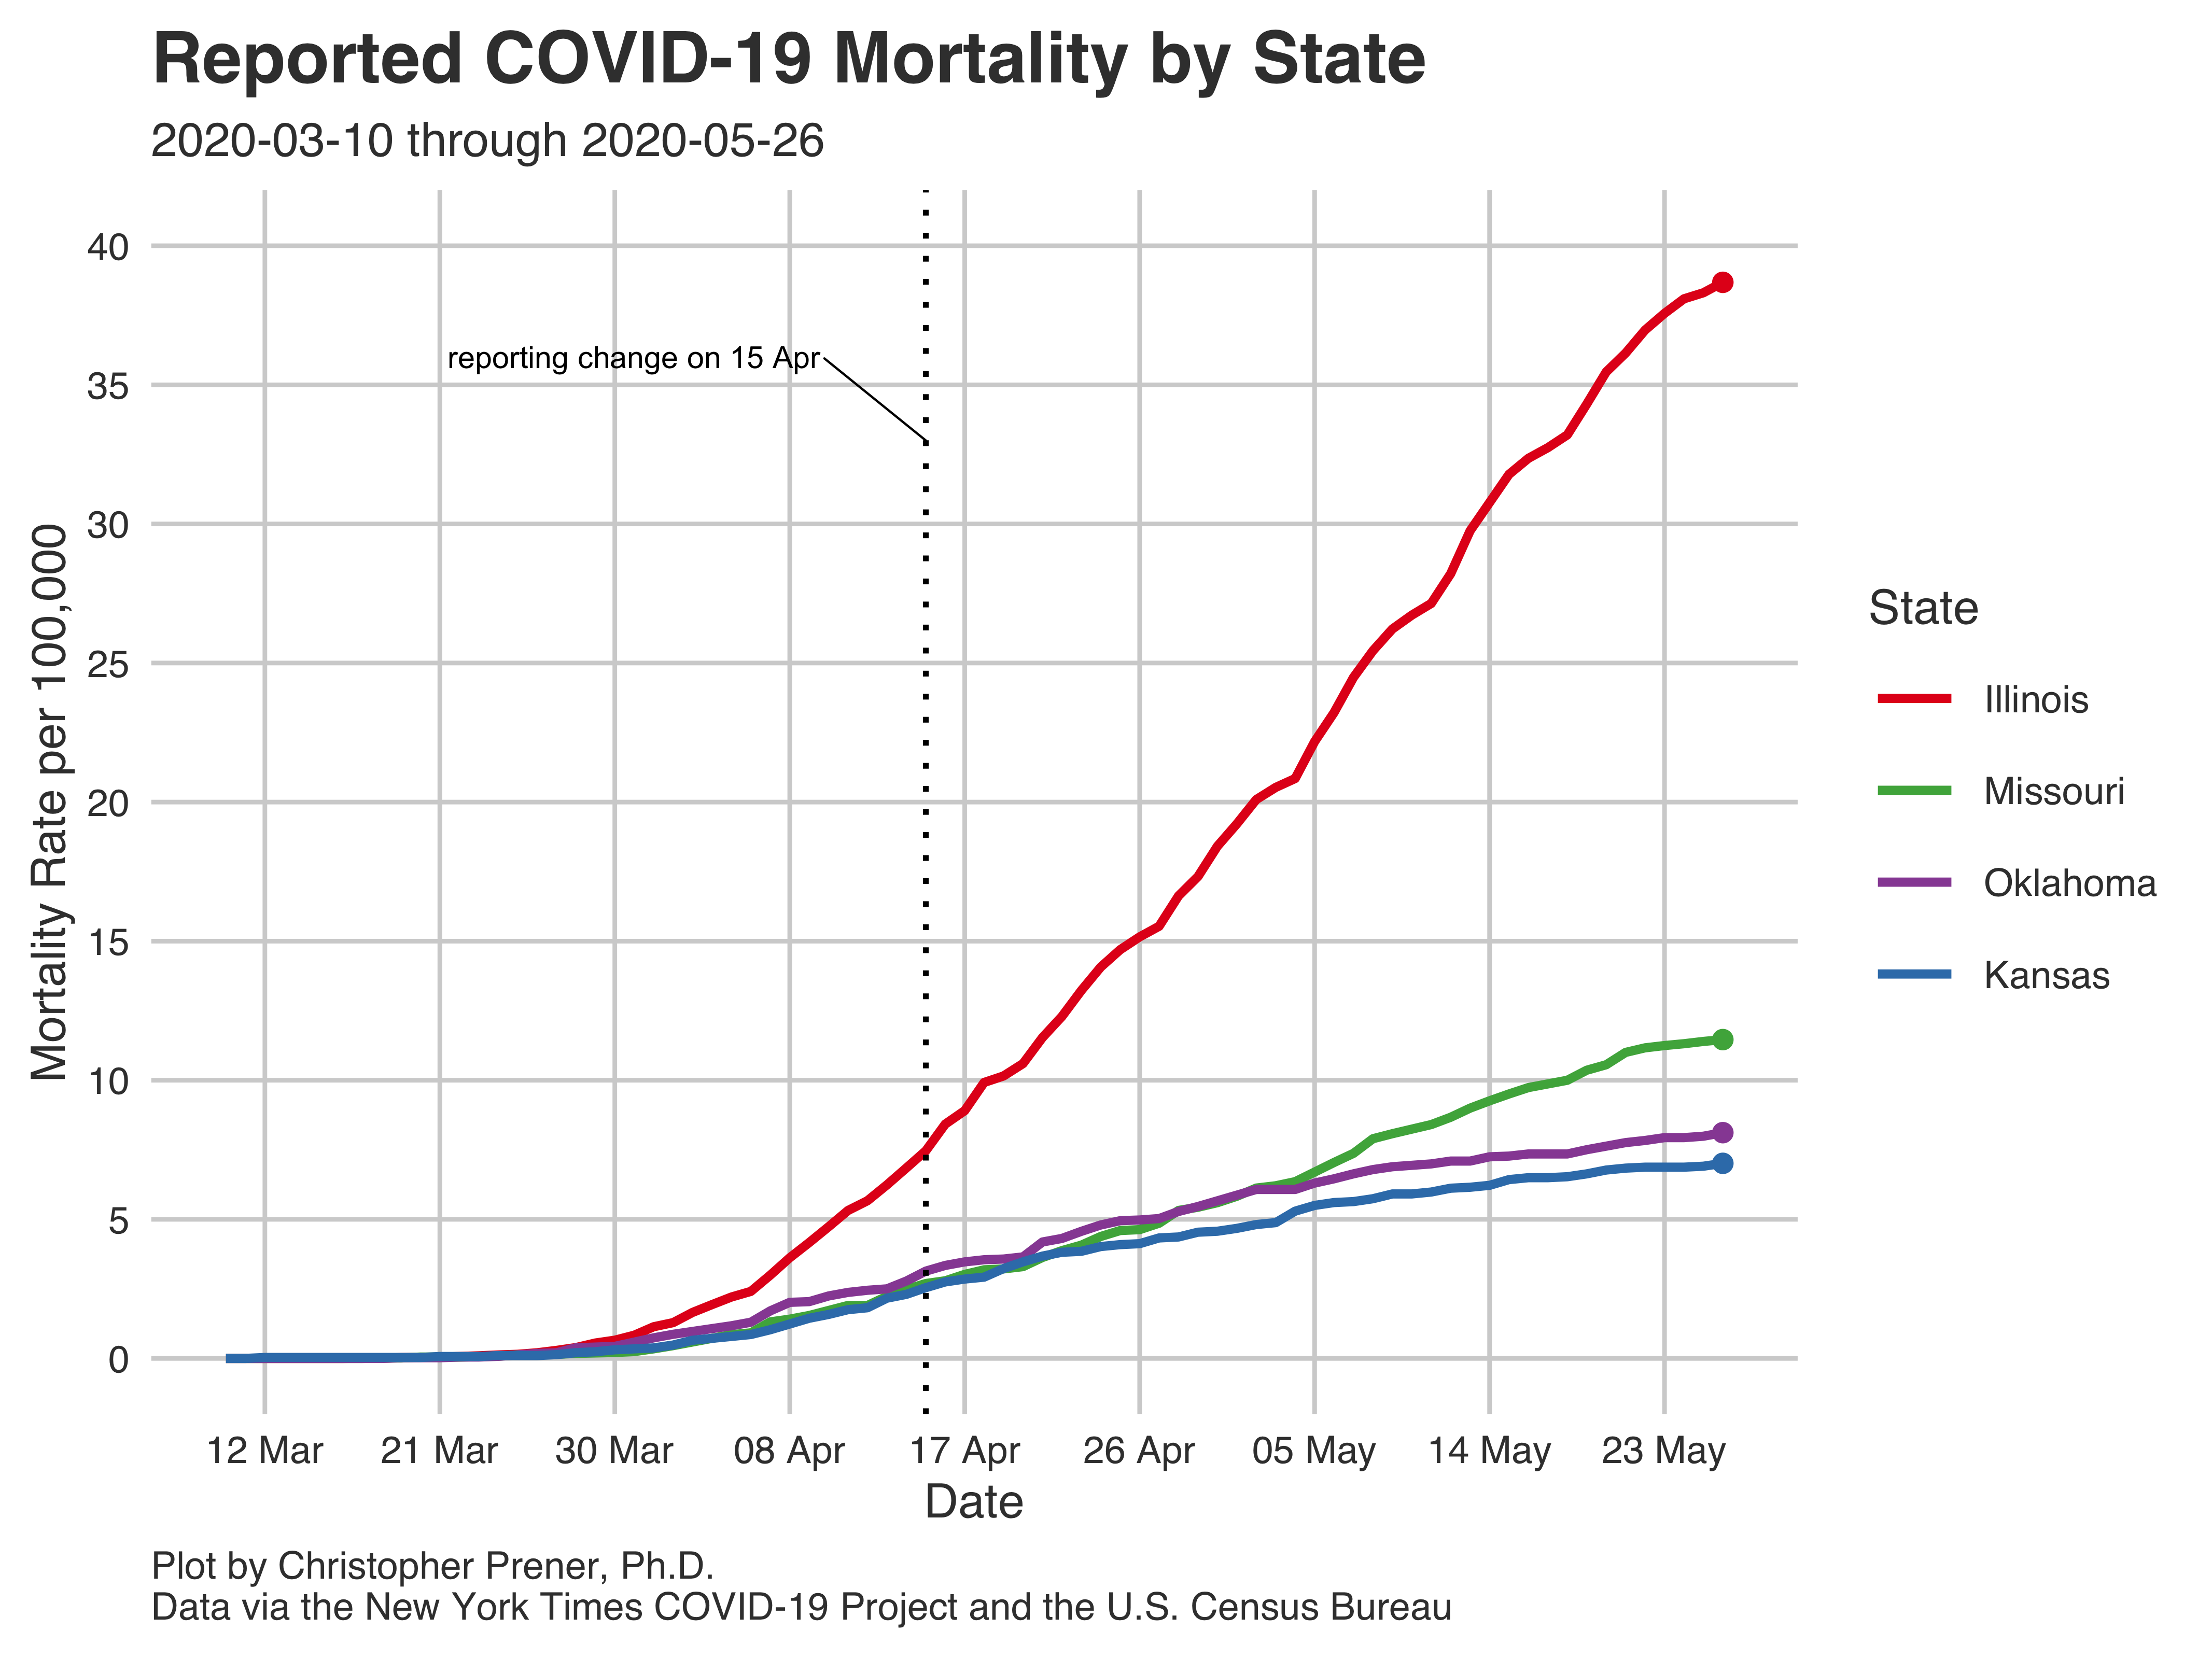 Reported COVID-19 Mortality by State
2020-03-10 through 2020-05-26
40
35
30
25
20
15
10
5
0
Mortality Rate per 100,000
reporting change on 15 Apr
12 Mar
21 Mar
30 Mar
08 Apr
17 Apr
26 Apr
05 May
14 May
23 May
Date
State
Illinois
Missouri
Oklahoma
Kansas
Plot by Christopher Prener, Ph.D.
Data via the New York Times COVID-19 Project and the U.S. Census Bureau